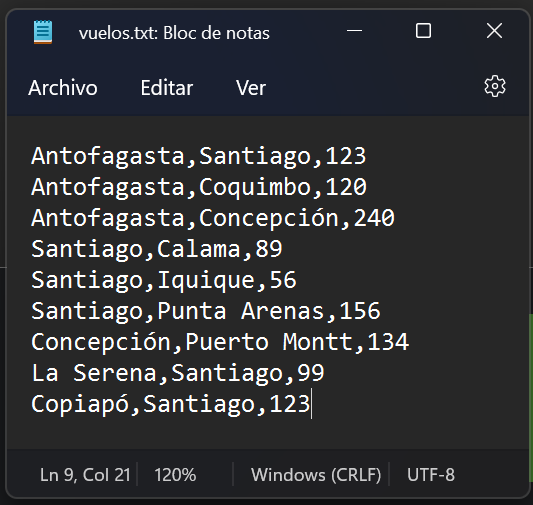 vuelos.txt: Bloc de notas
Archivo Editar Ver
Antofagasta,Santiago,123
Antofagasta,Coquimbo,120
Antofagasta,Concepción,240
Santiago,Calama,89
Santiago,Iquique,56
Santiago,Punta Arenas,156
Concepción,Puerto Montt,134
La Serena,Santiago,99
Copiapó,Santiago,123
Ln 9, Col 21 120% Windows (CRLF) UTF-8